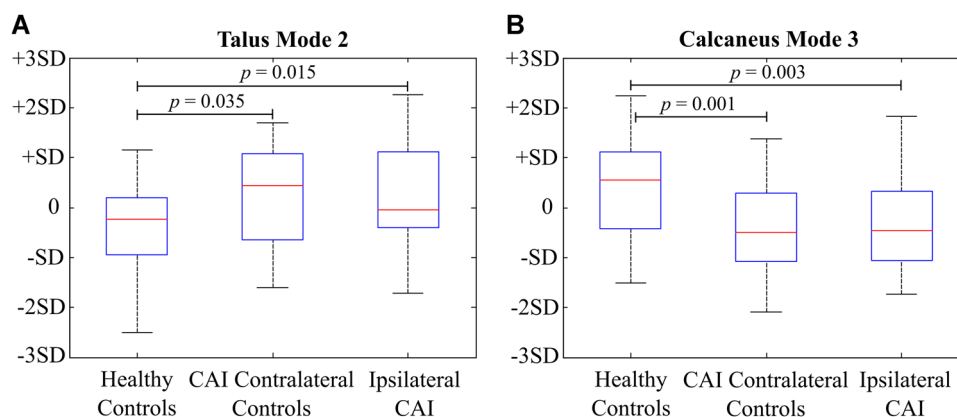 A
Talus Mode 2
+3SD
+2SD
+SD
0
-SD
-2SD
-3SD
p = 0.015
p = 0.035
Healthy
Controls
CAI Contralateral
Controls
Ipsilateral
CAI
B
Calcaneus Mode 3
+3SD
+2SD
+SD
0
-SD
-2SD
-3SD
p = 0.003
p = 0.001
Healthy
Controls
CAI Contralateral
Controls
Ipsilateral
CAI